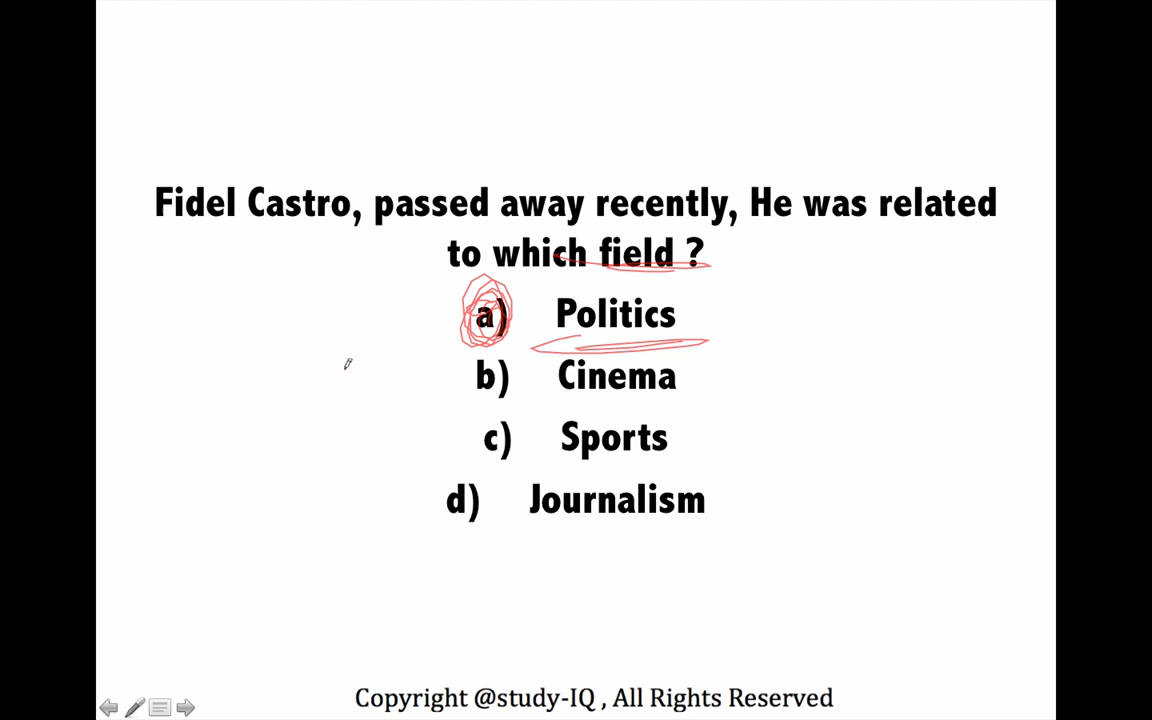 Fidel Castro, passed away recently, He was related
to which field ?
a) Politics
b) Cinema
c) Sports
d) Journalism
Copyright @study-IQ , All Rights Reserved